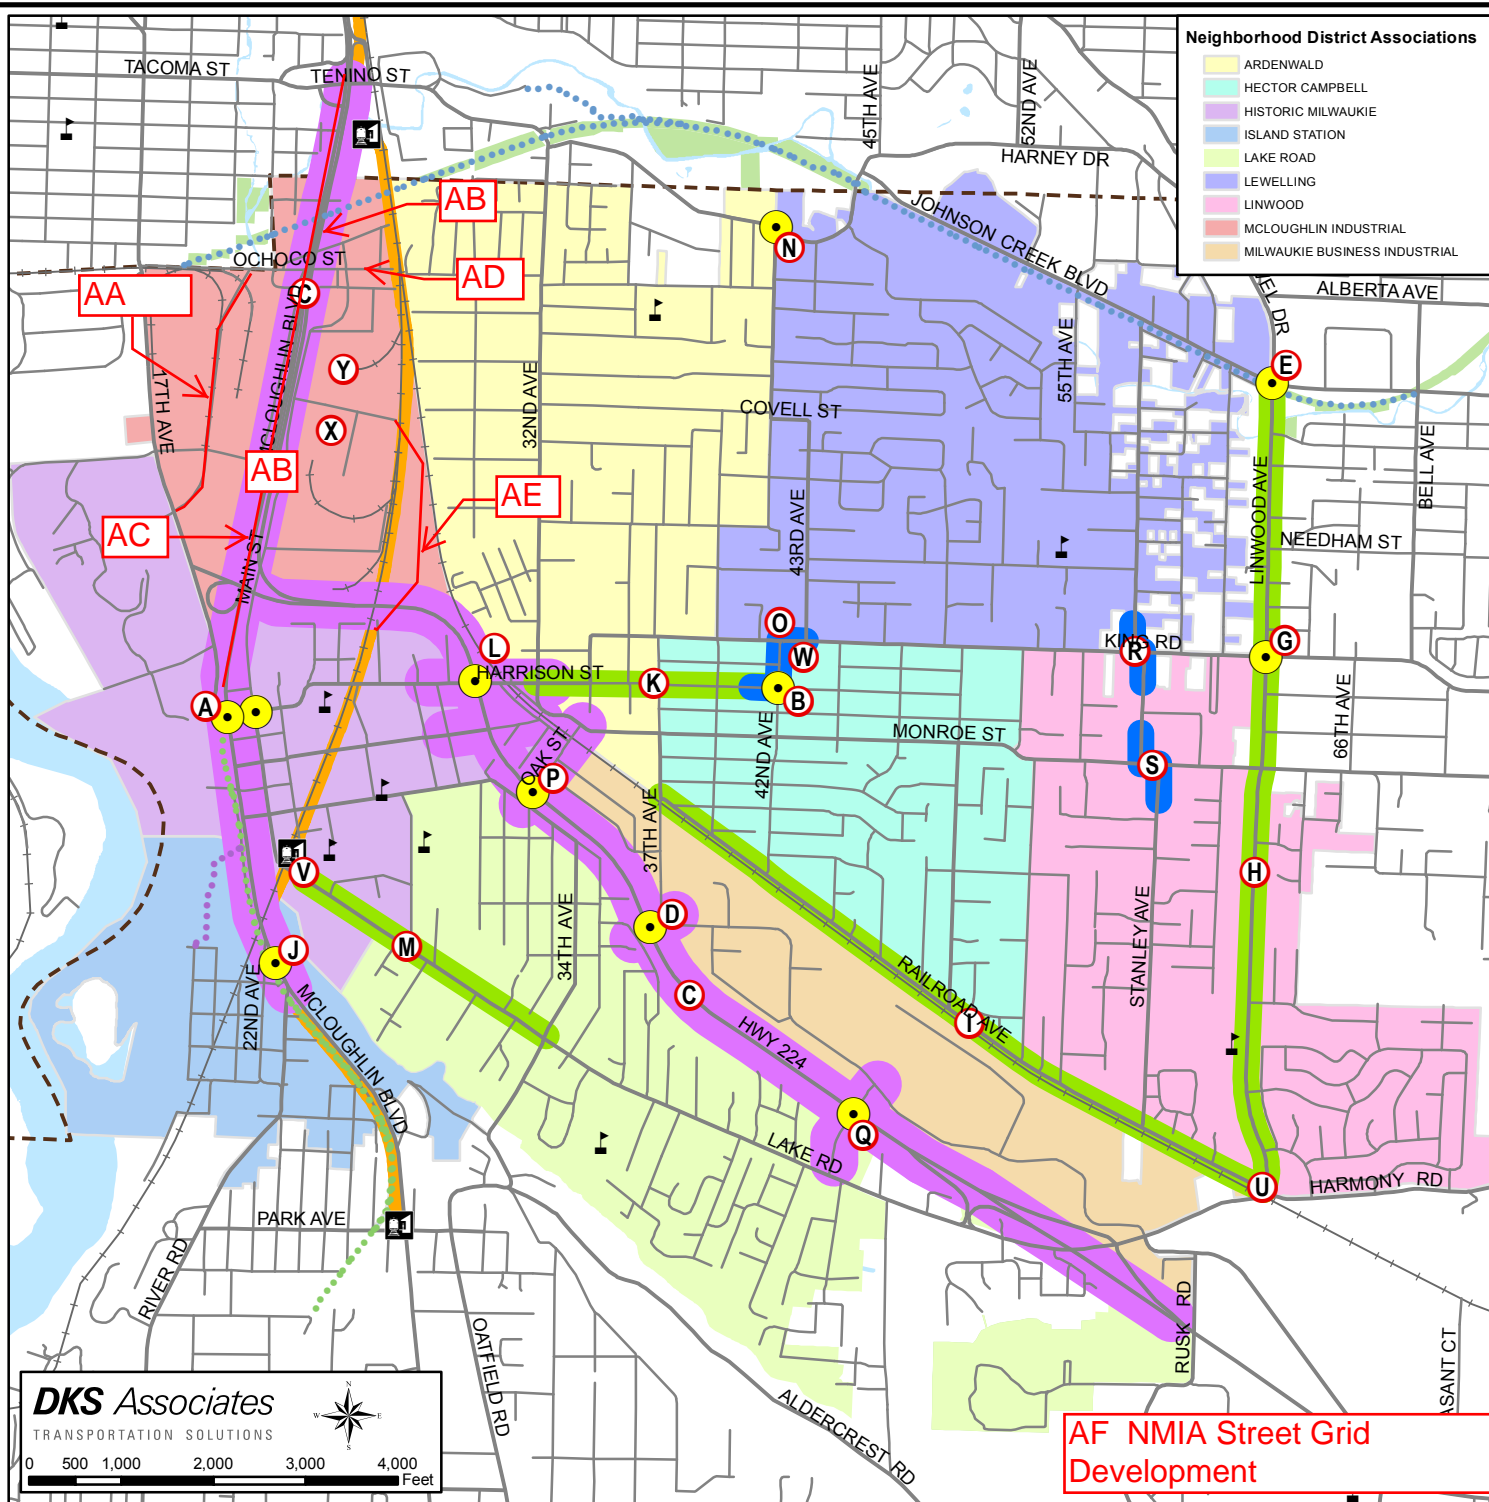 Neighborhood District Associations
ARDENWALD
HECTOR CAMPBELL
HISTORIC MILWAUKIE
ISLAND STATION
LAKE ROAD
LEWELLING
LINWOOD
MCLOUGHLIN INDUSTRIAL
MILWAUKIE BUSINESS INDUSTRIAL
TACOMA ST
TENINO ST
45TH AVE
52ND AVE
HARNEY DR
AB
JOHNSON CREEK BLVD
N
OCHOCO ST
AD
AA
C
MCLOUGHLIN BLVD
ALBERTA AVE
EL DR
E
Y
17TH AVE
X
32ND AVE
COVELL ST
55TH AVE
BELL AVE
AB
AE
AC
MAIN ST
43RD AVE
LINWOOD AVE
NEEDHAM ST
O
L
W
KING RD
R
G
HARRISON ST
K
B
A
42ND AVE
MONROE ST
66TH AVE
OAK ST
P
S
37TH AVE
V
H
34TH AVE
D
M
J
STANLEY AVE
22ND AVE
MCLOUGHLIN BLVD
C
RAILROAD AVE
I
HWY 224
Q
LAKE RD
U
HARMONY RD
PARK AVE
RIVER RD
OATFIELD RD
RUSK RD
ASANT CT
ALDERCREST RD
DKS Associates
TRANSPORTATION SOLUTIONS
N
W E
S
0 500 1,000 2,000 3,000 4,000
Feet
AF NMIA Street Grid
Development